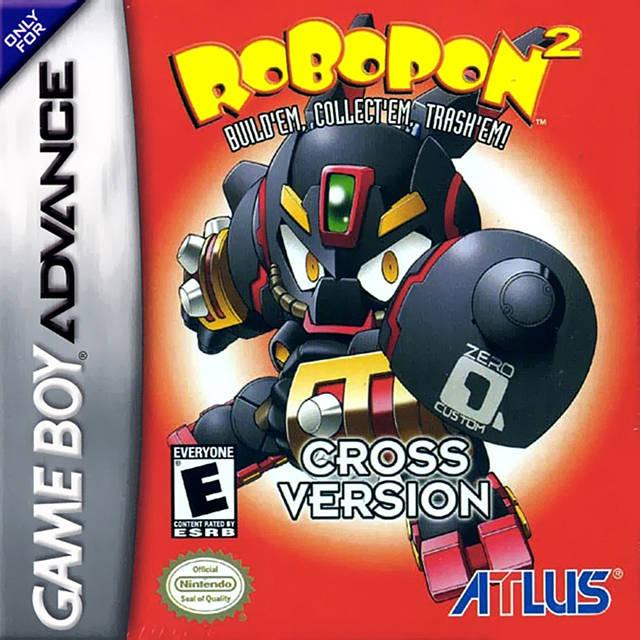 ONLY
FOR
GAME BOY ADVANCE
ROBOPON 2
™
BUILD'EM, COLLECT'EM, TRASH'EM!
ZERO
0
CUSTOM
CROSS
VERSION
EVERYONE
E
CONTENT RATED BY
ESRB
Official
Nintendo
Seal of Quality
ATLUS®